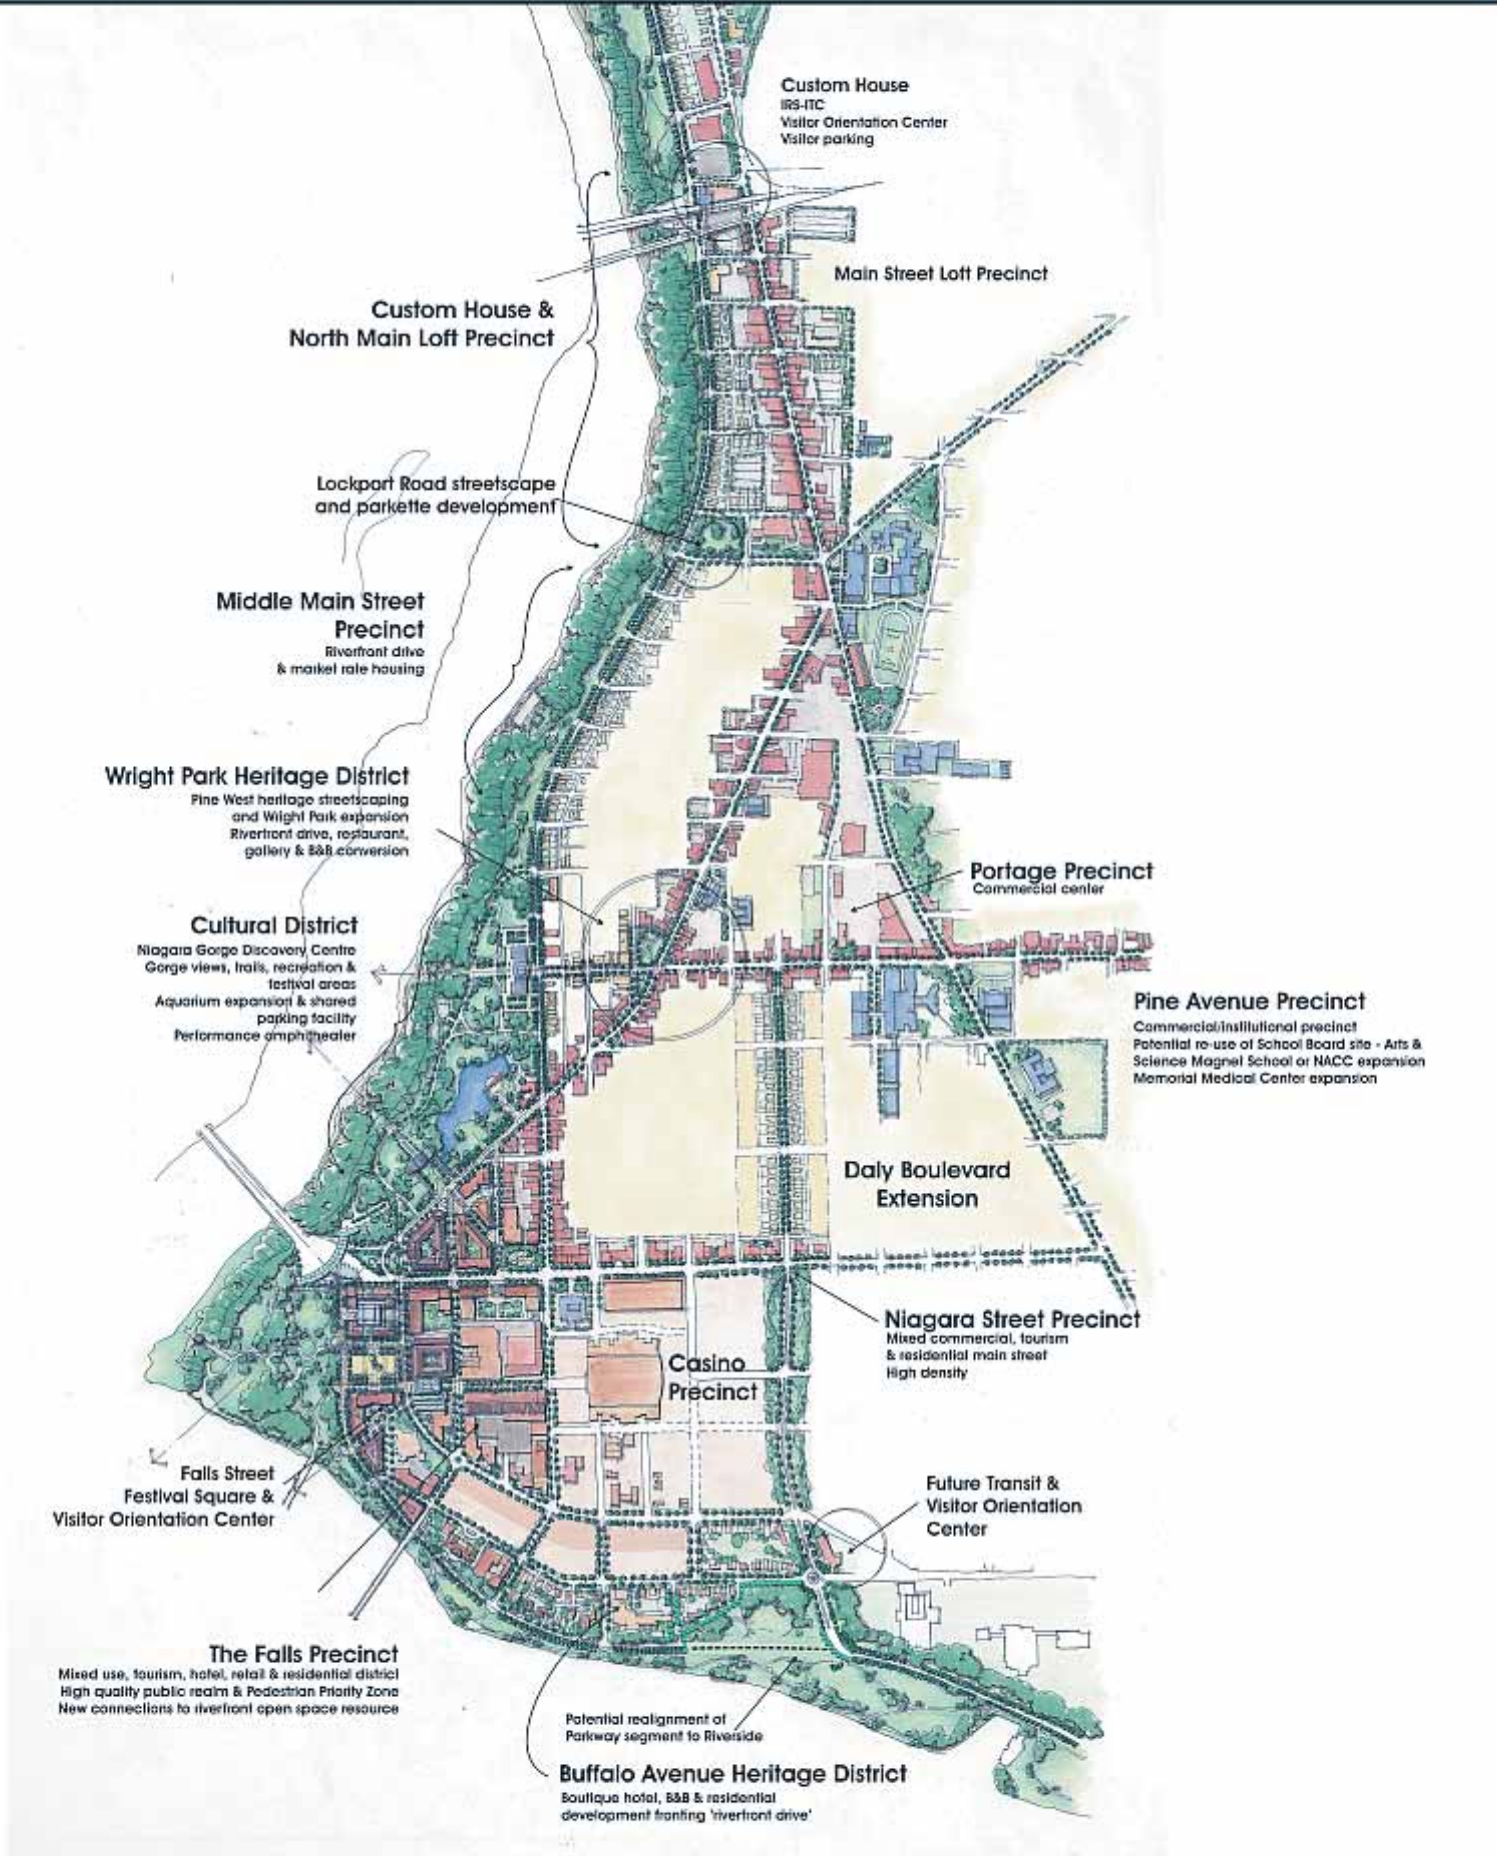 Custom House
IRS-ITC
Visitor Orientation Center
Visitor parking
Main Street Loft Precinct
Custom House &
North Main Loft Precinct
Lockport Road streetscape
and parkette development
Middle Main Street
Precinct
Riverfront drive
& market rate housing
Wright Park Heritage District
Pine West heritage streetscaping
and Wright Park expansion
Riverfront drive, restaurant,
gallery & B&B conversion
Portage Precinct
Commercial center
Cultural District
Niagara Gorge Discovery Centre
Gorge views, trails, recreation &
festival areas
Aquarium expansion & shared
parking facility
Performance amphitheater
Pine Avenue Precinct
Commercial/institutional precinct
Potential re-use of School Board site - Arts &
Science Magnet School or NACC expansion
Memorial Medical Center expansion
Daly Boulevard
Extension
Niagara Street Precinct
Mixed commercial, tourism
& residential main street
High density
Casino
Precinct
Falls Street
Festival Square &
Visitor Orientation Center
Future Transit &
Visitor Orientation
Center
The Falls Precinct
Mixed use, tourism, hotel, retail & residential district
High quality public realm & Pedestrian Priority Zone
New connections to riverfront open space resource
Potential realignment of
Parkway segment to Riverside
Buffalo Avenue Heritage District
Boutique hotel, B&B & residential
development fronting 'riverfront drive'